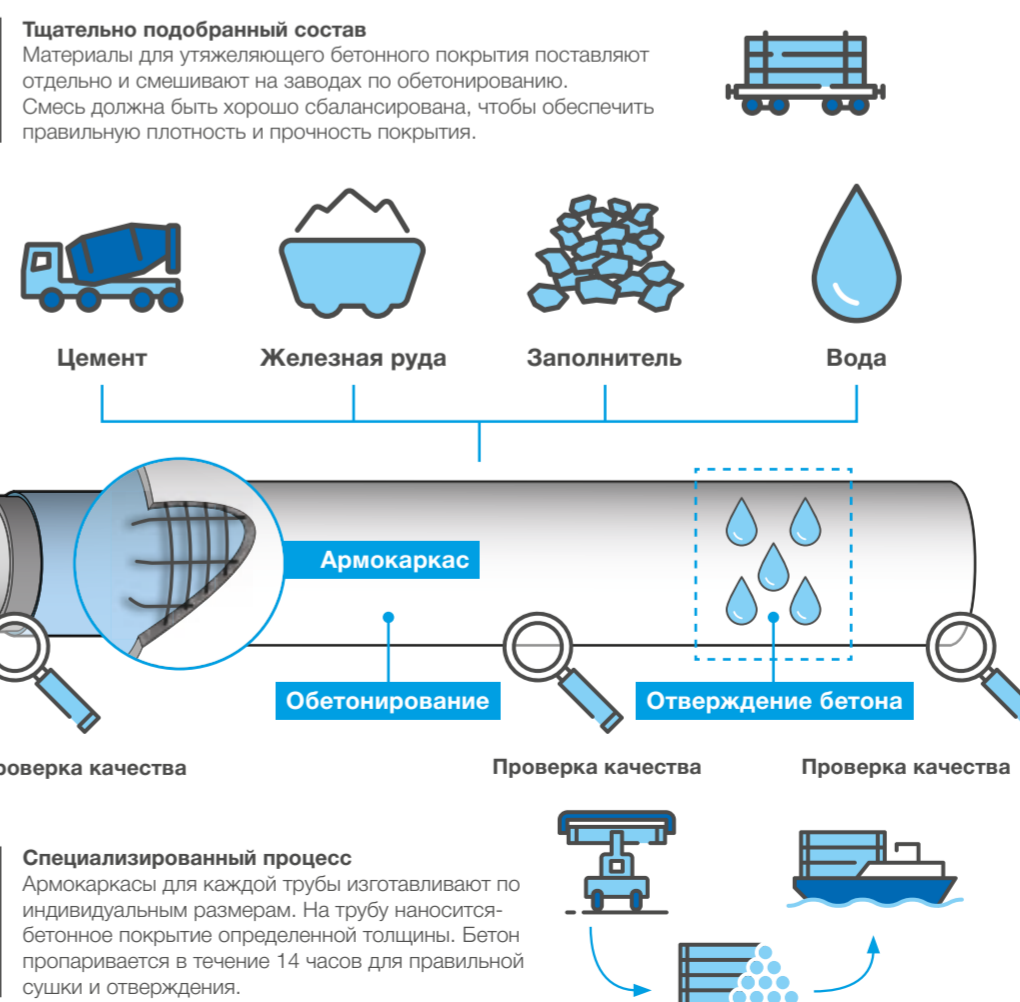 Тщательно подобранный состав
Материалы для утяжеляющего бетонного покрытия поставляют
отдельно и смешивают на заводах по обетонированию.
Смесь должна быть хорошо сбалансирована, чтобы обеспечить
правильную плотность и прочность покрытия.
Цемент
Железная руда
Заполнитель
Вода
Армокаркас
Обетонирование
Отверждение бетона
роверка качества
Проверка качества
Проверка качества
Специализированный процесс
Армокаркасы для каждой трубы изготавливают по
индивидуальным размерам. На трубу наносится-
бетонное покрытие определенной толщины. Бетон
пропаривается в течение 14 часов для правильной
сушки и отверждения.